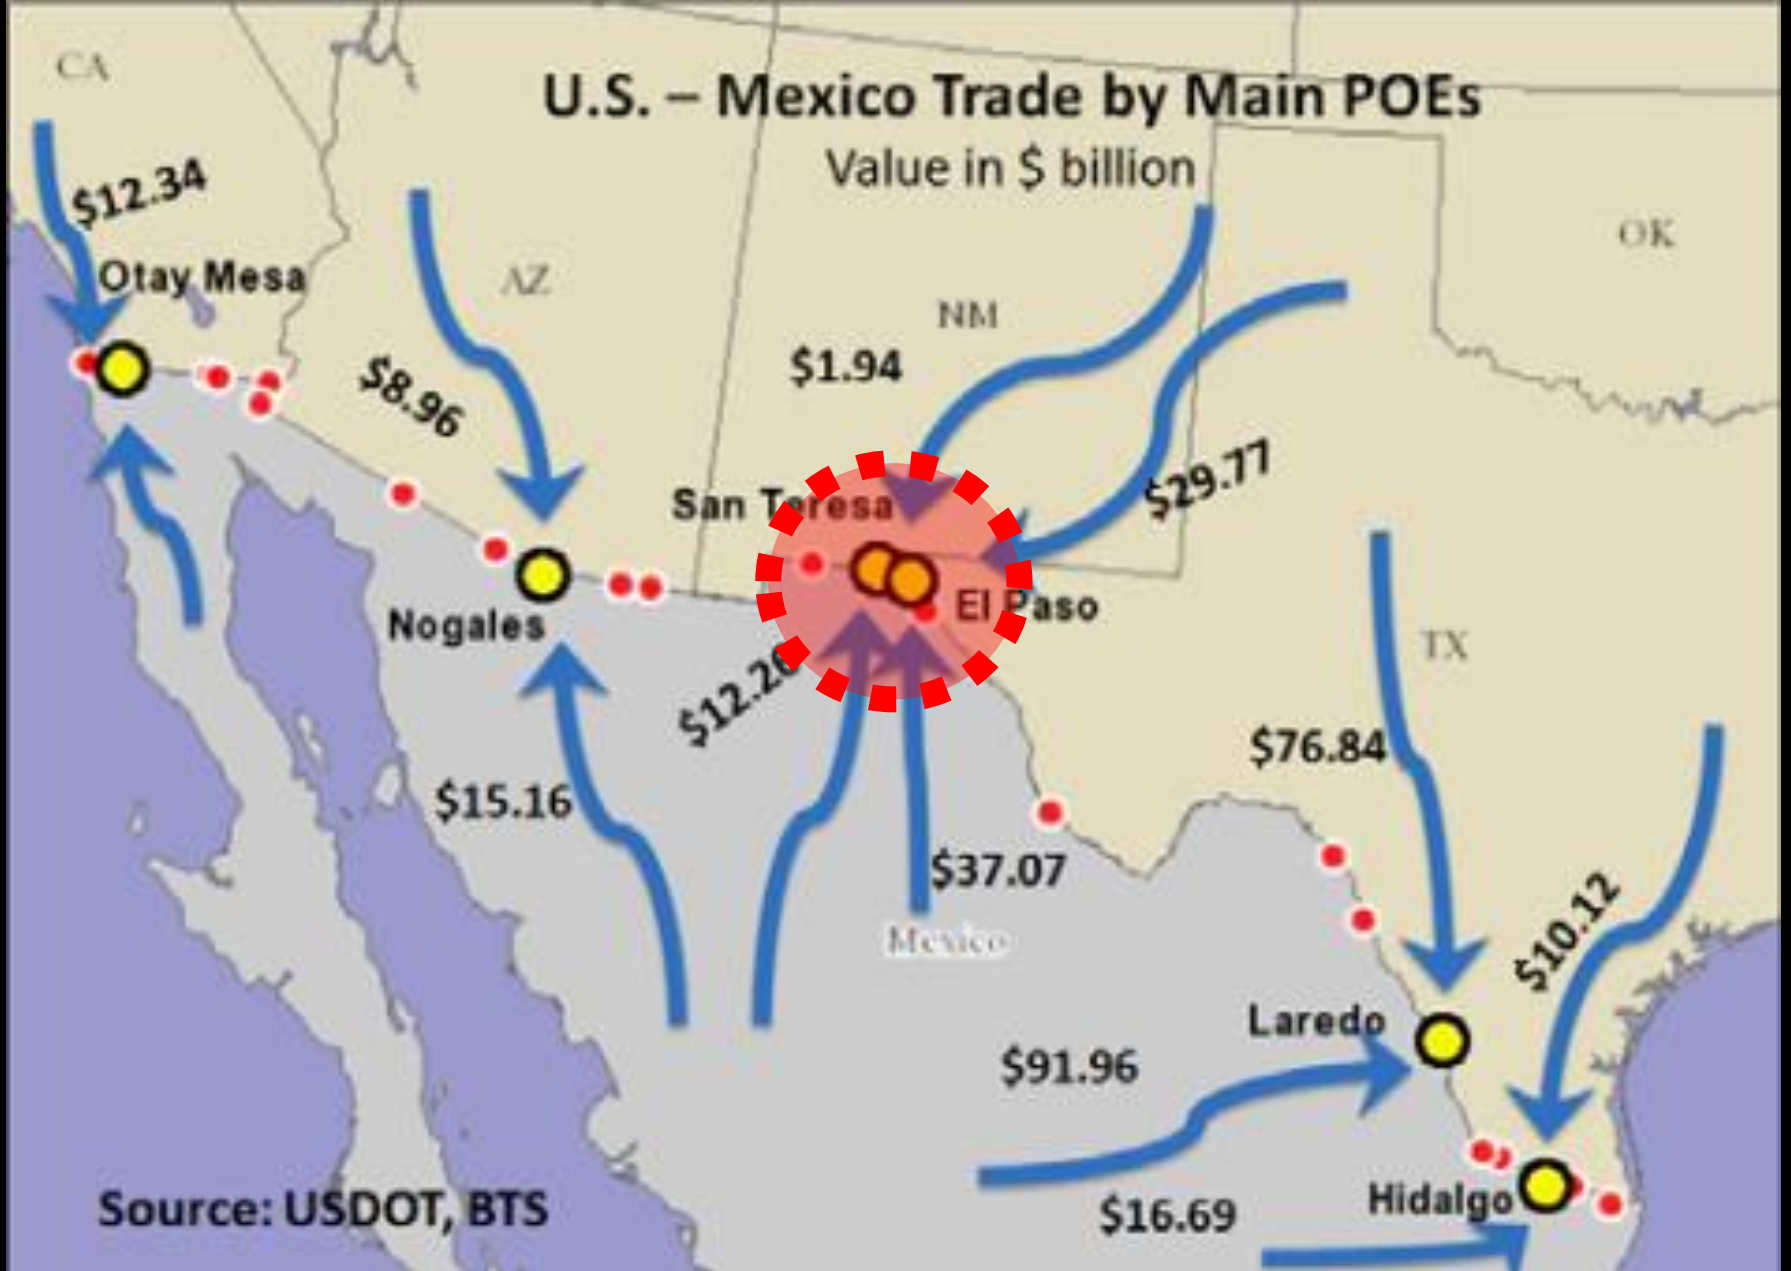 CA
U.S. – Mexico Trade by Main POEs
Value in $ billion
$12.34
OK
Otay Mesa
AZ
NM
$1.94
$8.96
$29.77
San Teresa
El Paso
Nogales
TX
$12.26
$76.84
$15.16
$37.07
$10.12
Mexico
Laredo
$91.96
Hidalgo
Source: USDOT, BTS
$16.69